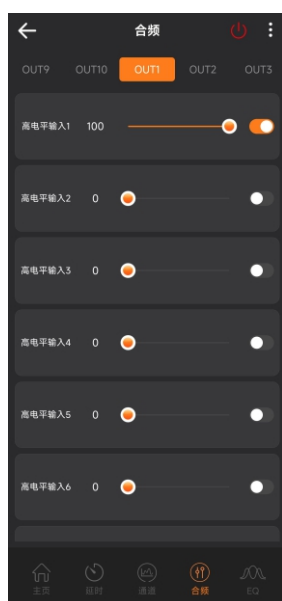 合频
OUT9 OUT10 OUT1 OUT2 OUT3
高电平输入1 100
高电平输入2 0
高电平输入3 0
高电平输入4 0
高电平输入5 0
高电平输入6 0
主页 延时 通道 合频 EQ